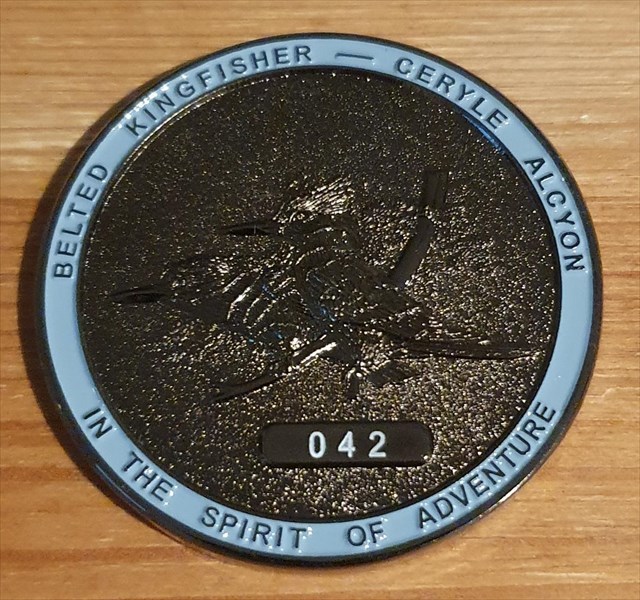 BELTED KINGFISHER — CERYLE ALCYON
042
IN THE SPIRIT OF ADVENTURE